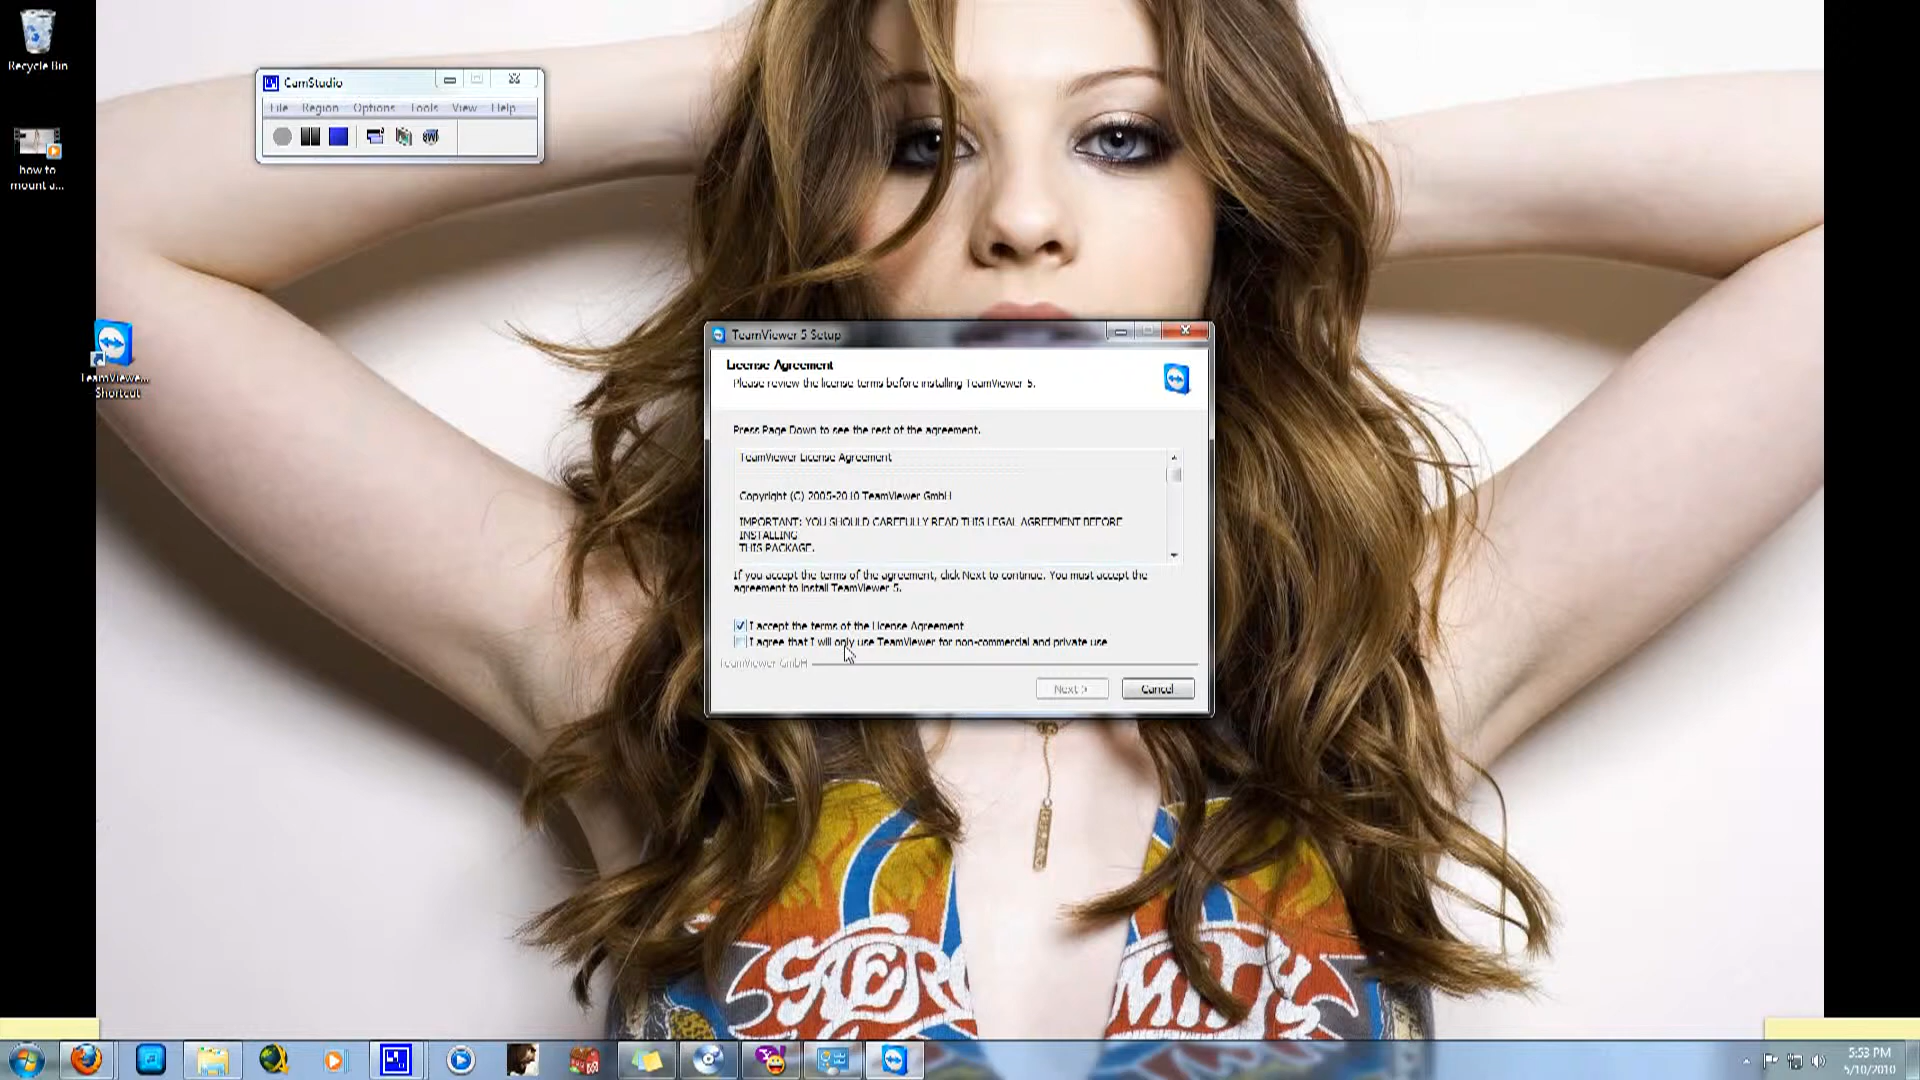 Recycle Bin
CamStudio
File Region Options Tools View Help
how to
mount a...
TeamViewe...
Shortcut
TeamViewer 5 Setup
License Agreement
Please review the license terms before installing TeamViewer 5.
Press Page Down to see the rest of the agreement.
TeamViewer License Agreement
Copyright (C) 2005-2010 TeamViewer GmbH
IMPORTANT: YOU SHOULD CAREFULLY READ THIS LEGAL AGREEMENT BEFORE
INSTALLING
THIS PACKAGE.
If you accept the terms of the agreement, click Next to continue. You must accept the
agreement to install TeamViewer 5.
I accept the terms of the License Agreement
I agree that I will only use TeamViewer for non-commercial and private use
TeamViewer GmbH
Next >
Cancel
AERO
SMITH
5:53 PM
5/10/2010